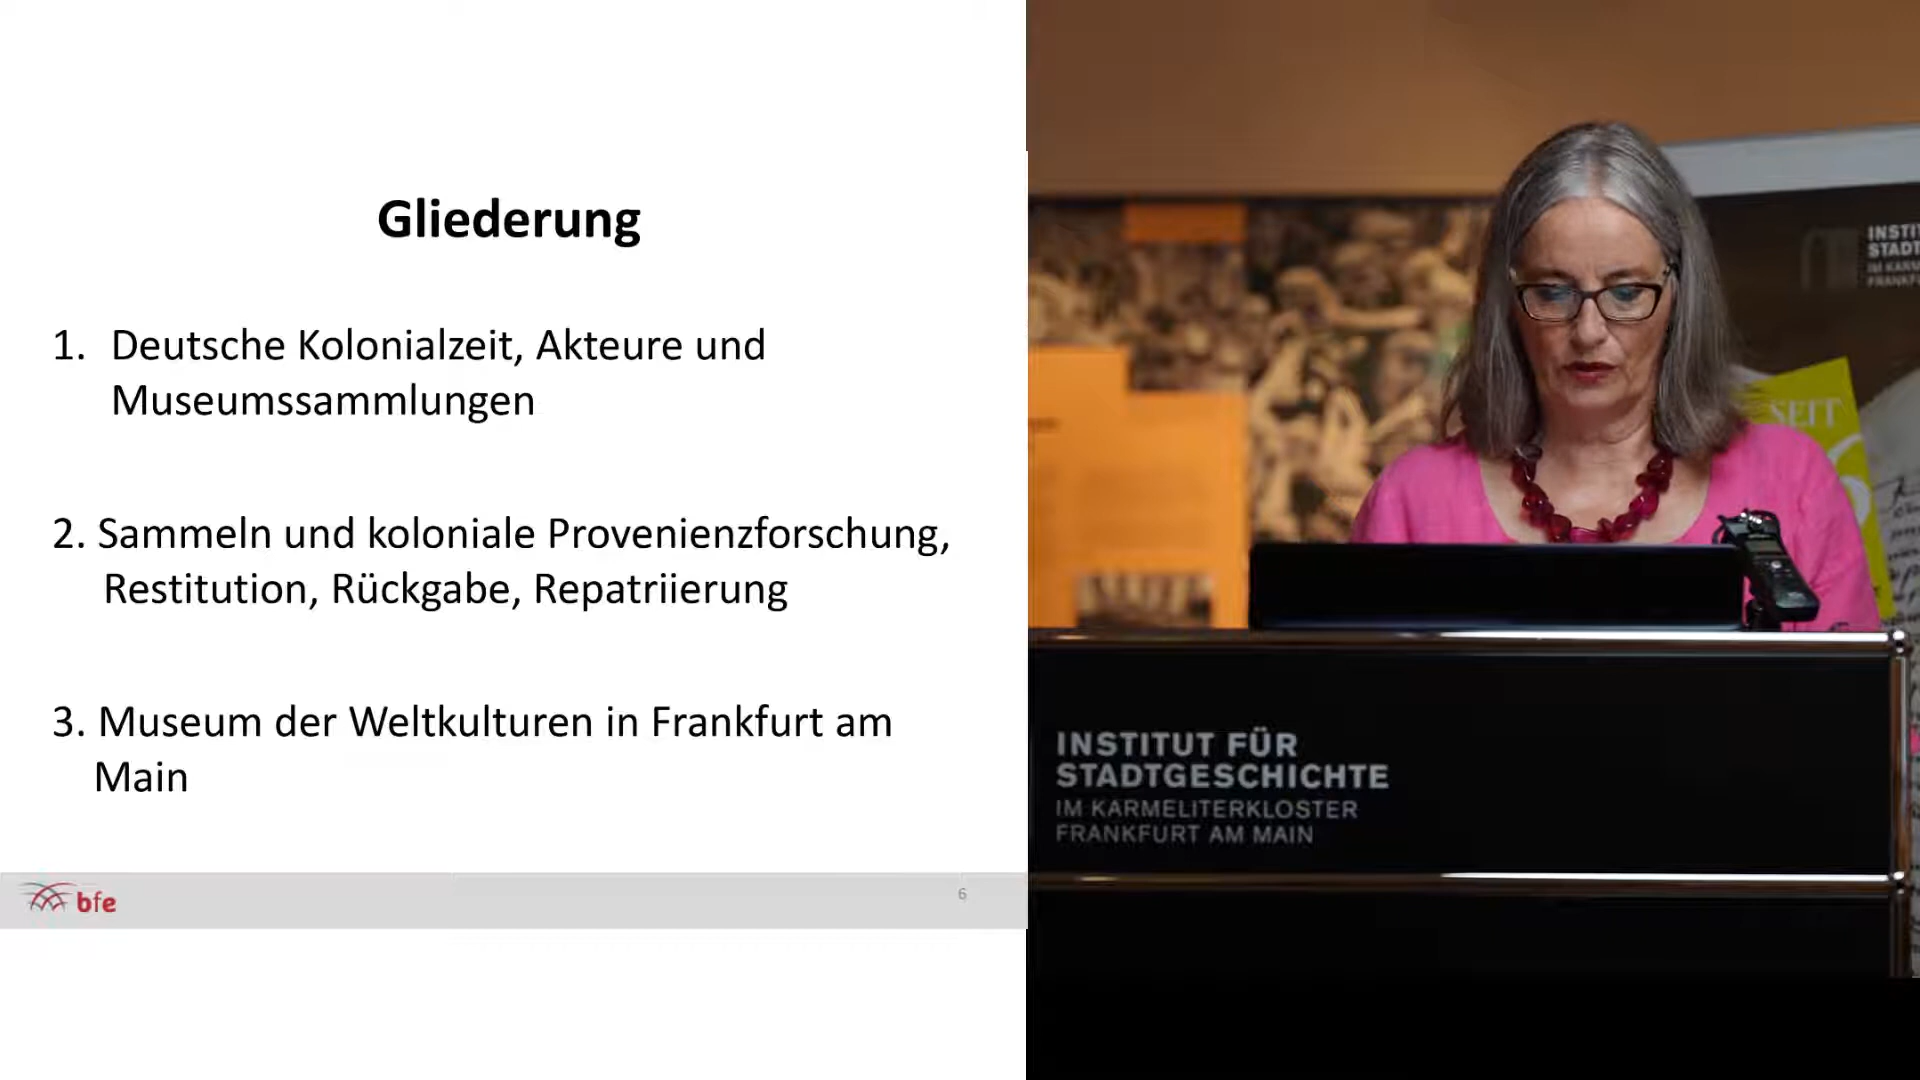 Gliederung
1. Deutsche Kolonialzeit, Akteure und
Museumssammlungen
2. Sammeln und koloniale Provenienzforschung,
Restitution, Rückgabe, Repatriierung
3. Museum der Weltkulturen in Frankfurt am
Main
bfe
6
SEIT
INSTITUT FÜR
STADTGESCHICHTE
IM KARMELITERKLOSTER
FRANKFURT AM MAIN